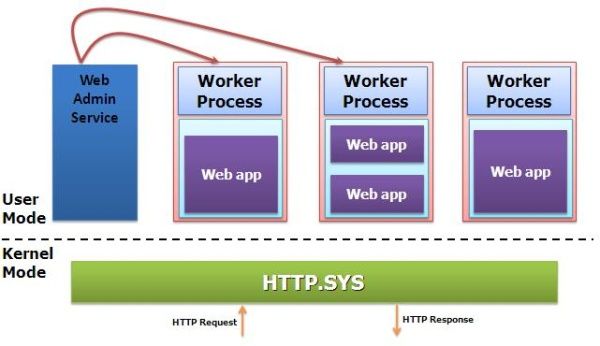 Web
Admin
Service
Worker
Process
Worker
Process
Worker
Process
Web app
Web app
Web app
Web app
User
Mode
Kernel
Mode
HTTP.SYS
HTTP Request
HTTP Response